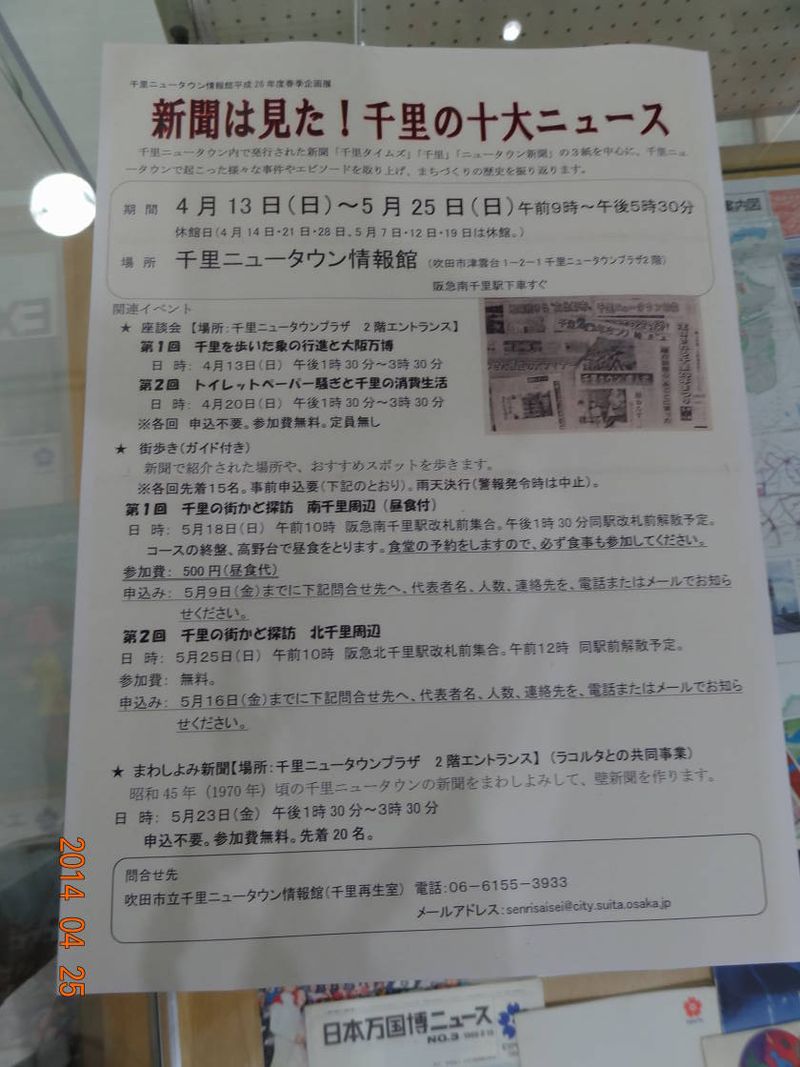 千里ニュータウン情報館平成26年度春季企画展
新聞は見た！千里の十大ニュース
千里ニュータウン内で発行された新聞「千里タイムズ」「千里」「ニュータウン新聞」の3紙を中心に、千里ニュ
ータウンで起こった様々な事件やエピソードを取り上げ、まちづくりの歴史を振り返ります。
期 間 4月13日(日)～5月25日(日)午前9時～午後5時30分
休館日(4月14日・21日・28日、5月7日・12日・19日は休館。)
場 所 千里ニュータウン情報館 (吹田市津雲台1-2-1千里ニュータウンプラザ2階)
阪急南千里駅下車すぐ
関連イベント
★ 座談会 【場所:千里ニュータウンプラザ 2階エントランス】
第1回 千里を歩いた象の行進と大阪万博
日 時: 4月13日(日) 午後1時30分～3時30分
第2回 トイレットペーパー騒ぎと千里の消費生活
日 時: 4月20日(日) 午後1時30分～3時30分
※各回 申込不要。参加費無料。定員無し
★ 街歩き(ガイド付き)
新聞で紹介された場所や、おすすめスポットを歩きます。
※各回先着15名。事前申込要(下記のとおり)。雨天決行(警報発令時は中止)。
第1回 千里の街かど探訪 南千里周辺(昼食付)
日 時: 5月18日(日) 午前10時 阪急南千里駅改札前集合。午後1時30分同駅改札前解散予定。
コースの終盤、高野台で昼食をとります。食堂の予約をしますので、必ず食事も参加してください。
参加費: 500円(昼食代)
申込み: 5月9日(金)までに下記問合せ先へ、代表者名、人数、連絡先を、電話またはメールでお知ら
せください。
第2回 千里の街かど探訪 北千里周辺
日 時: 5月25日(日) 午前10時 阪急北千里駅改札前集合。午前12時 同駅前解散予定。
参加費: 無料。
申込み: 5月16日(金)までに下記問合せ先へ、代表者名、人数、連絡先を、電話またはメールでお知ら
せください。
★ まわしよみ新聞【場所:千里ニュータウンプラザ 2階エントランス】(ラコルタとの共同事業)
昭和45年(1970年)頃の千里ニュータウンの新聞をまわしよみして、壁新聞を作ります。
日 時: 5月23日(金) 午後1時30分～3時30分
申込不要。参加費無料。先着20名。
問合せ先
吹田市立千里ニュータウン情報館(千里再生室) 電話:06-6155-3933
メールアドレス:senrisaisei@city.suita.osaka.jp
2014 04 25
日本万国博ニュース
NO.3
案内図
EX